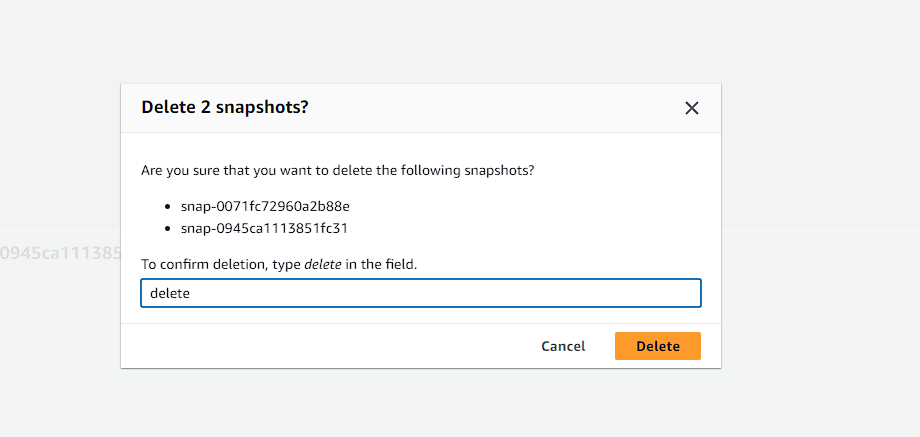 Delete 2 snapshots?
Are you sure that you want to delete the following snapshots?
snap-0071fc72960a2b88e
snap-0945ca1113851fc31
0945ca111385
To confirm deletion, type delete in the field.
delete
Cancel
Delete